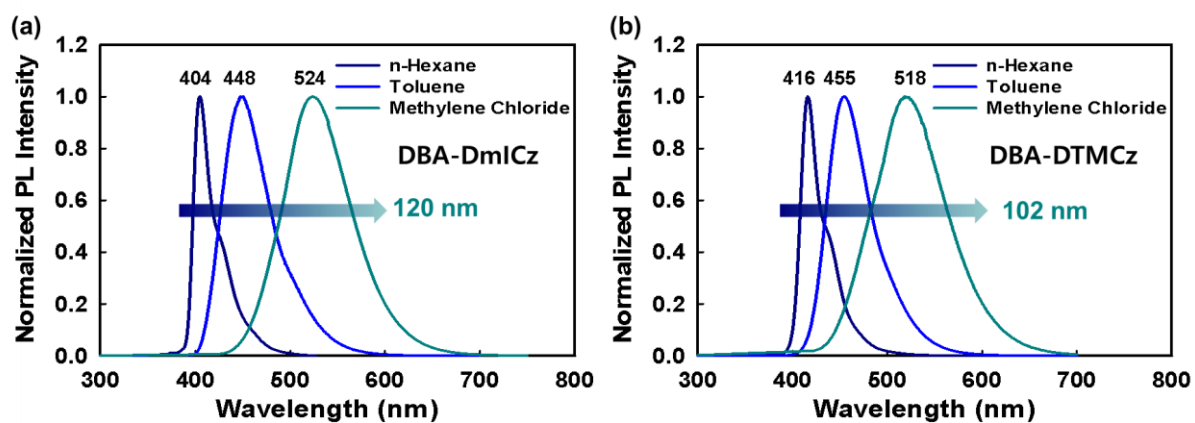 (a)
1.2
1.0
0.8
0.6
0.4
0.2
0.0
Normalized PL Intensity
404 448 524
n-Hexane
Toluene
Methylene Chloride
DBA-DmICz
120 nm
300 400 500 600 700 800
Wavelength (nm)
(b)
1.2
1.0
0.8
0.6
0.4
0.2
0.0
Normalized PL Intensity
416 455 518
n-Hexane
Toluene
Methylene Chloride
DBA-DTMCz
102 nm
300 400 500 600 700 800
Wavelength (nm)